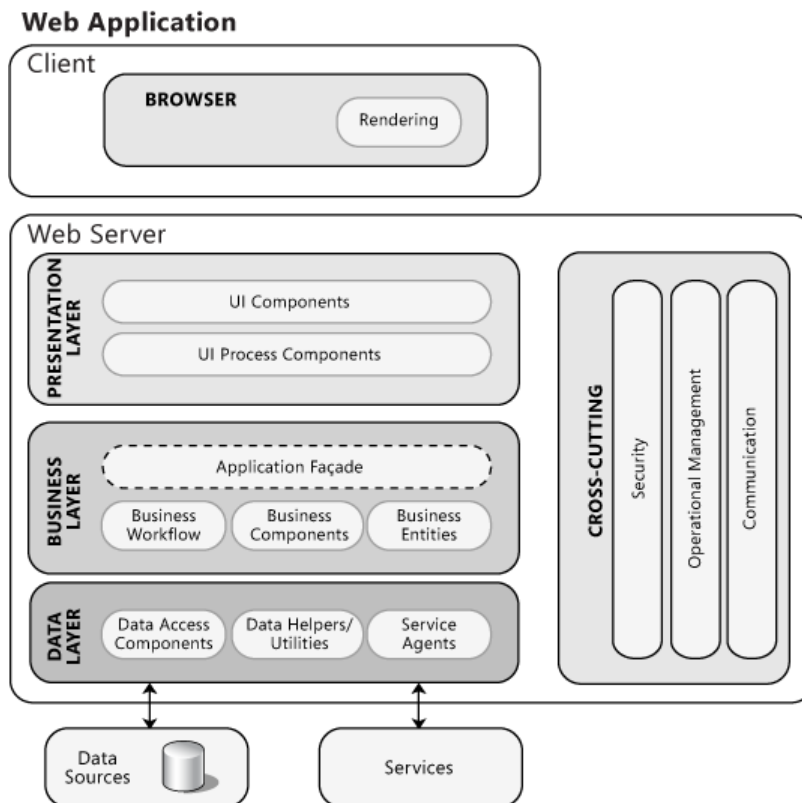 Web Application
Client
BROWSER
Rendering
Web Server
PRESENTATION
LAYER
UI Components
UI Process Components
BUSINESS
LAYER
Application Façade
Business
Workflow
Business
Components
Business
Entities
DATA
LAYER
Data Access
Components
Data Helpers/
Utilities
Service
Agents
CROSS-CUTTING
Security
Operational Management
Communication
Data
Sources
Services